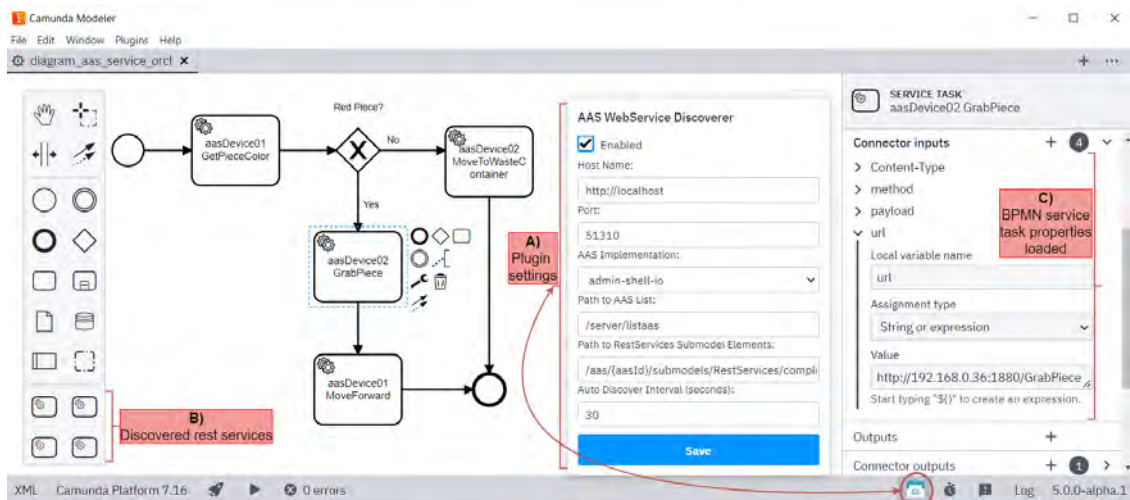 Camunda Modeler
File Edit Window Plugins Help
diagram_aas_service_orcl
aasDevice01
GetPieceColor
Red Piece?
No
Yes
aasDevice02
MoveToWasteC
ontainer
aasDevice02
GrabPiece
aasDevice01
MoveForward
A)
Plugin
settings
B)
Discovered rest services
AAS WebService Discoverer
Enabled
Host Name:
http://localhost
Port:
51310
AAS Implementation:
admin-shell-io
Path to AAS List:
/server/listaas
Path to RestServices Submodel Elements:
/aas/{aasId}/submodels/RestServices/comple
Auto Discover Interval (seconds):
30
Save
SERVICE TASK
aasDevice02 GrabPiece
Connector inputs 4
Content-Type
method
payload
url
Local variable name
url
Assignment type
String or expression
Value
http://192.168.0.36:1880/GrabPiece
Start typing "${}" to create an expression.
Outputs
Connector outputs 1
C)
BPMN service
task properties
loaded
XML Camunda Platform 7.16 0 errors Log 5.0.0-alpha.1